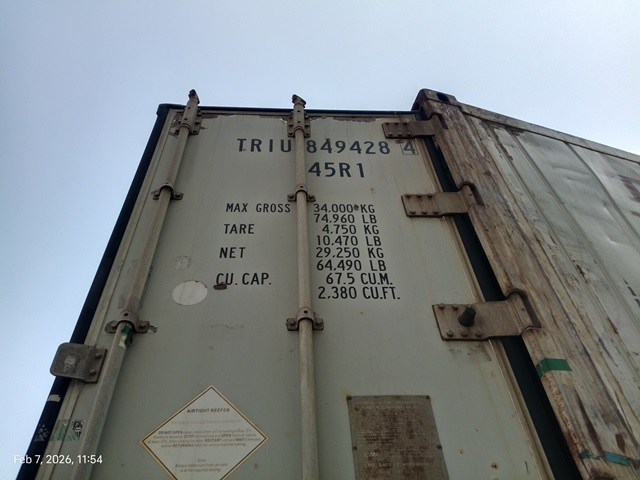 TRIU 849428 4
45R1
MAX GROSS 34.000 KG
74.960 LB
TARE 4.750 KG
10.470 LB
NET 29.250 KG
64.490 LB
CU. CAP. 67.5 CU.M.
2.380 CU.FT.
AIRTIGHT REEFER
Feb 7, 2026, 11:54